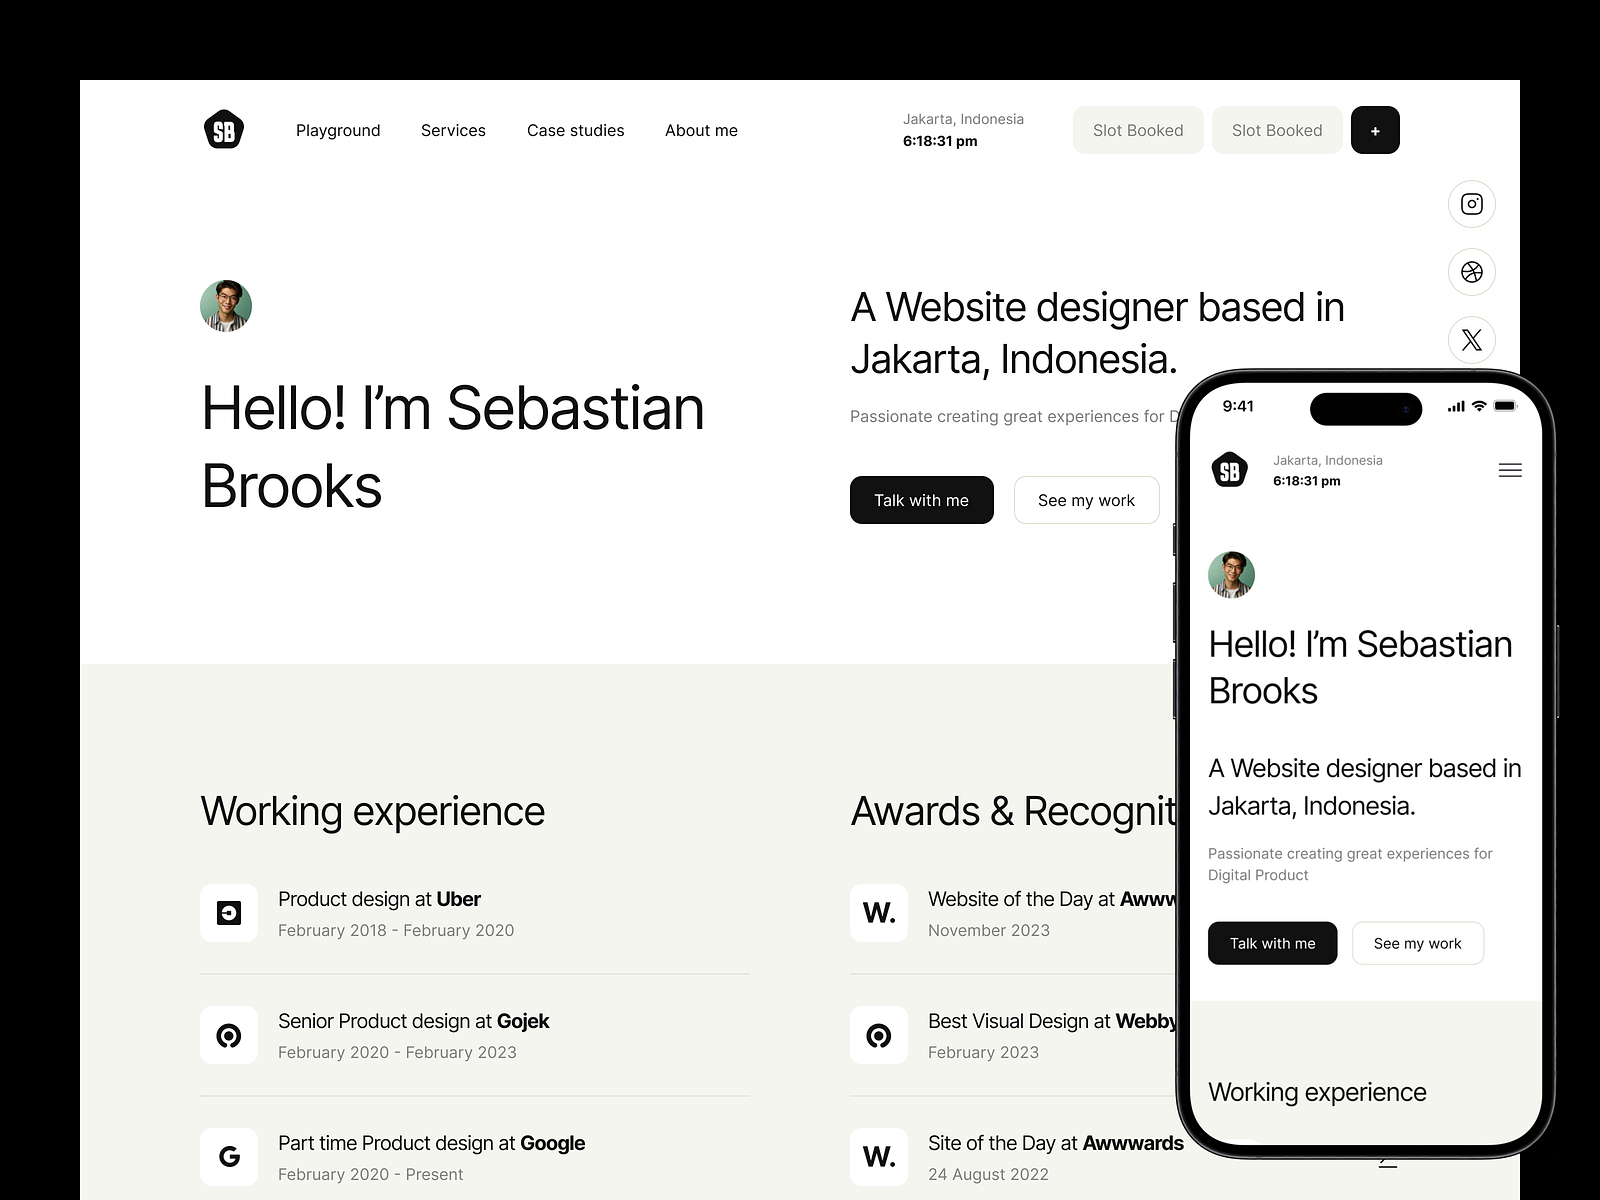 SB
Playground
Services
Case studies
About me
Jakarta, Indonesia
6:18:31 pm
Slot Booked
Slot Booked
+
Hello! I’m Sebastian
Brooks
A Website designer based in
Jakarta, Indonesia.
Passionate creating great experiences for
Talk with me
See my work
Working experience
Product design at Uber
February 2018 - February 2020
Senior Product design at Gojek
February 2020 - February 2023
G
Part time Product design at Google
February 2020 - Present
Awards &
W.
Website of the Day at
November 2023
Best Visual Design at Webby
February 2023
W.
Site of the Day at Awwwards
24 August 2022
9:41
SB
Jakarta, Indonesia
6:18:31 pm
Hello! I’m Sebastian
Brooks
A Website designer based in
Jakarta, Indonesia.
Passionate creating great experiences for
Digital Product
Talk with me
See my work
Working experience